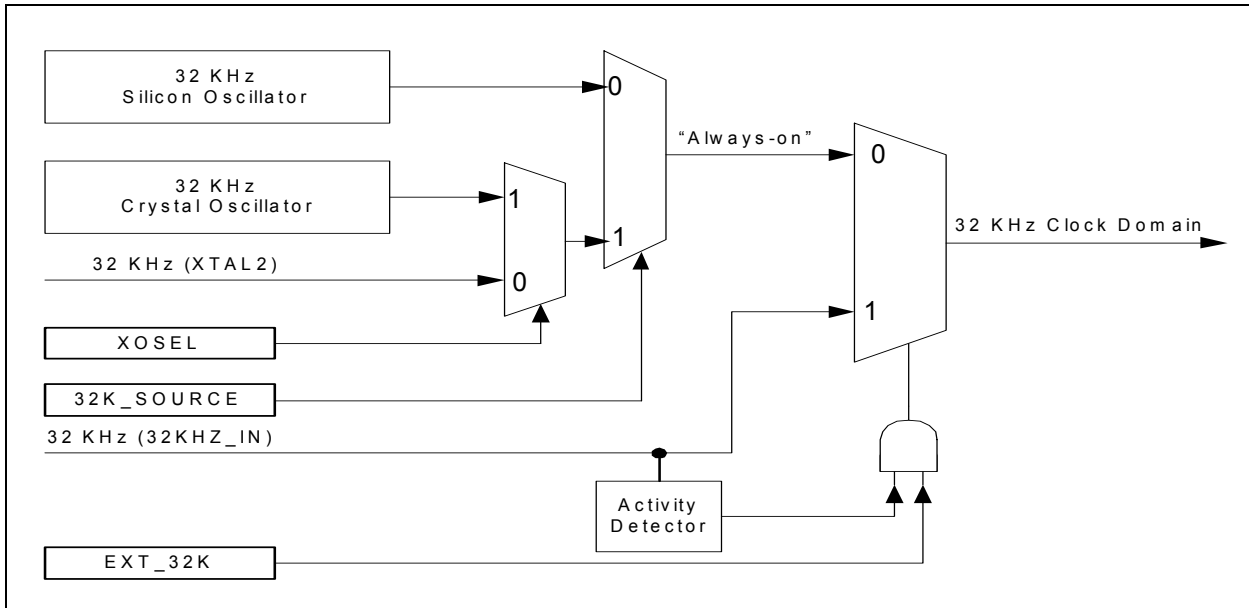 32 KHz
Silicon Oscillator
0
"Always-on"
0
32 KHz
Crystal Oscillator
1
1
32 KHz Clock Domain
32 KHz (XTAL2)
0
1
XOSEL
32K_SOURCE
32 KHz (32KHZ_IN)
Activity
Detector
EXT_32K